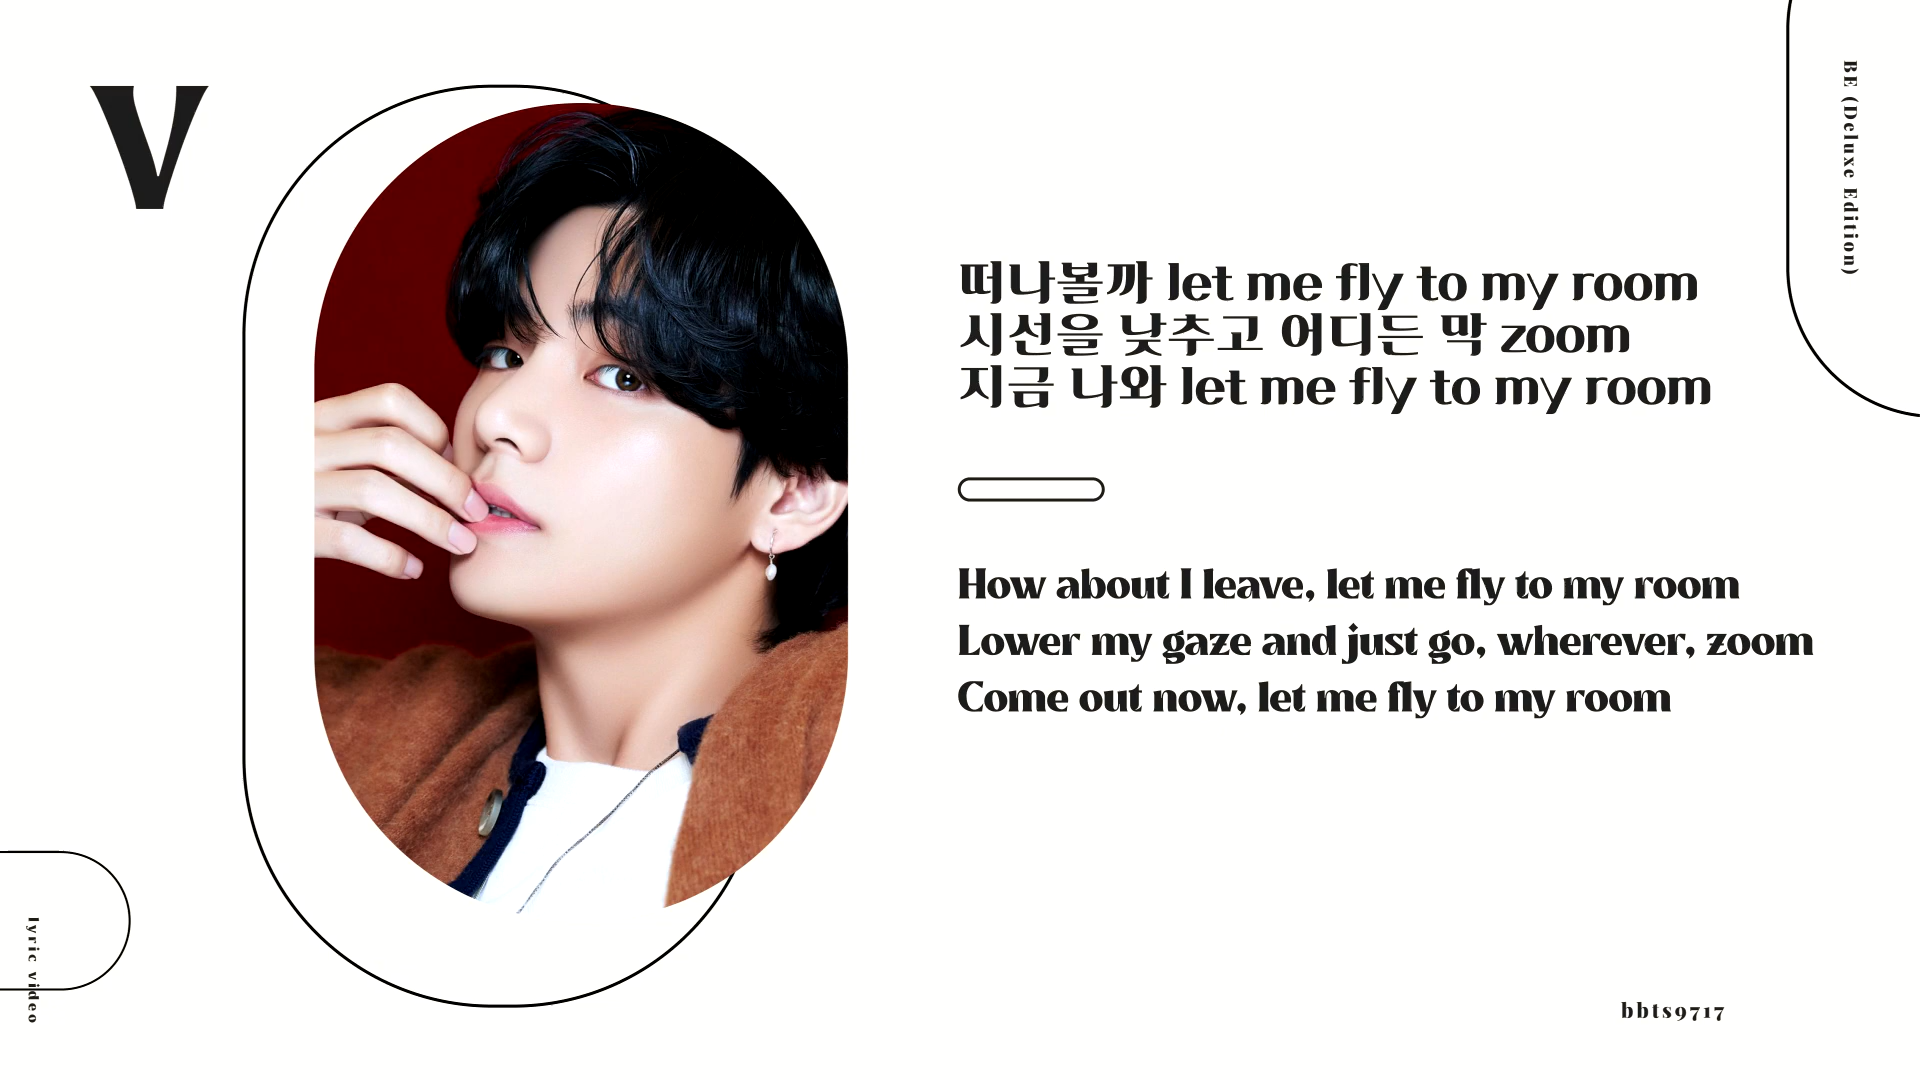 V
BE (Deluxe Edition)
떠나볼까 let me fly to my room
시선을 낮추고 어디든 막 zoom
지금 나와 let me fly to my room
How about I leave, let me fly to my room
Lower my gaze and just go, wherever, zoom
Come out now, let me fly to my room
lyric video
bbts9717